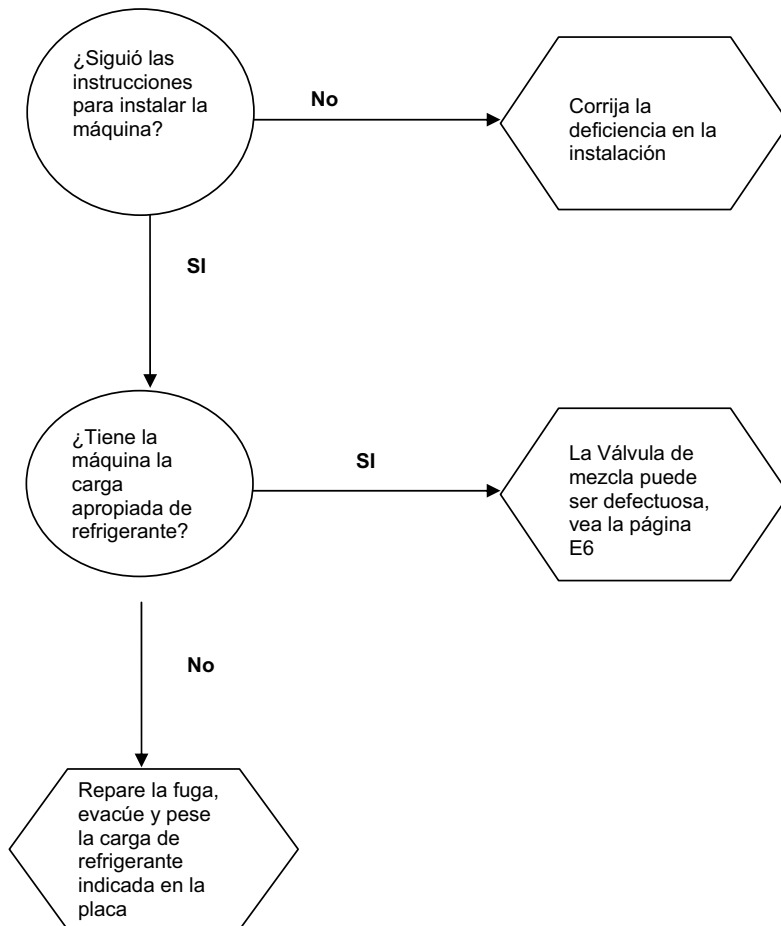 ¿Siguió las
instrucciones
para instalar la
máquina?
No
Corrija la
deficiencia en la
instalación
SI
¿Tiene la
máquina la
carga
apropiada de
refrigerante?
SI
La Válvula de
mezcla puede
ser defectuosa,
vea la página
E6
No
Repare la fuga,
evacúe y pese
la carga de
refrigerante
indicada en la
placa